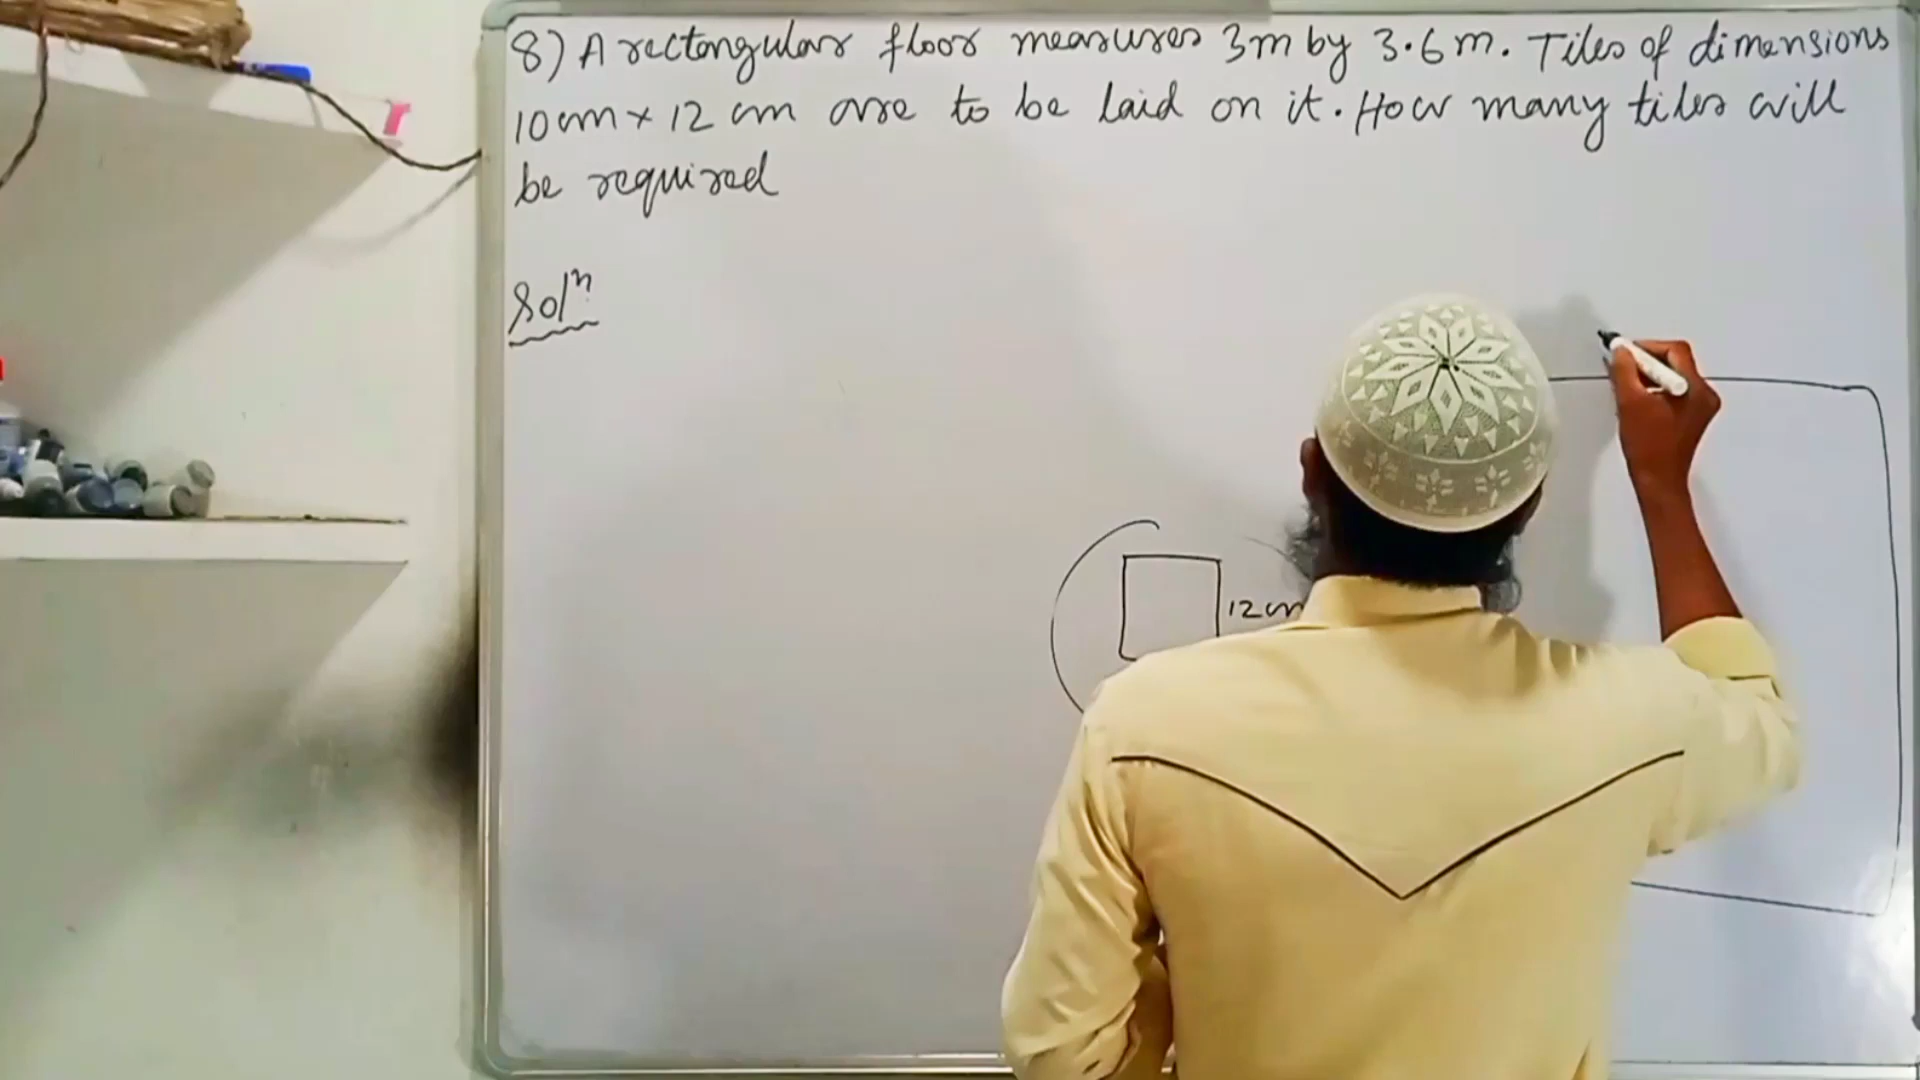 8) A rectangular floor measures 3m by 3.6m. Tiles of dimensions
10cm × 12 cm are to be laid on it. How many tiles will
be required
Solⁿ
12cm